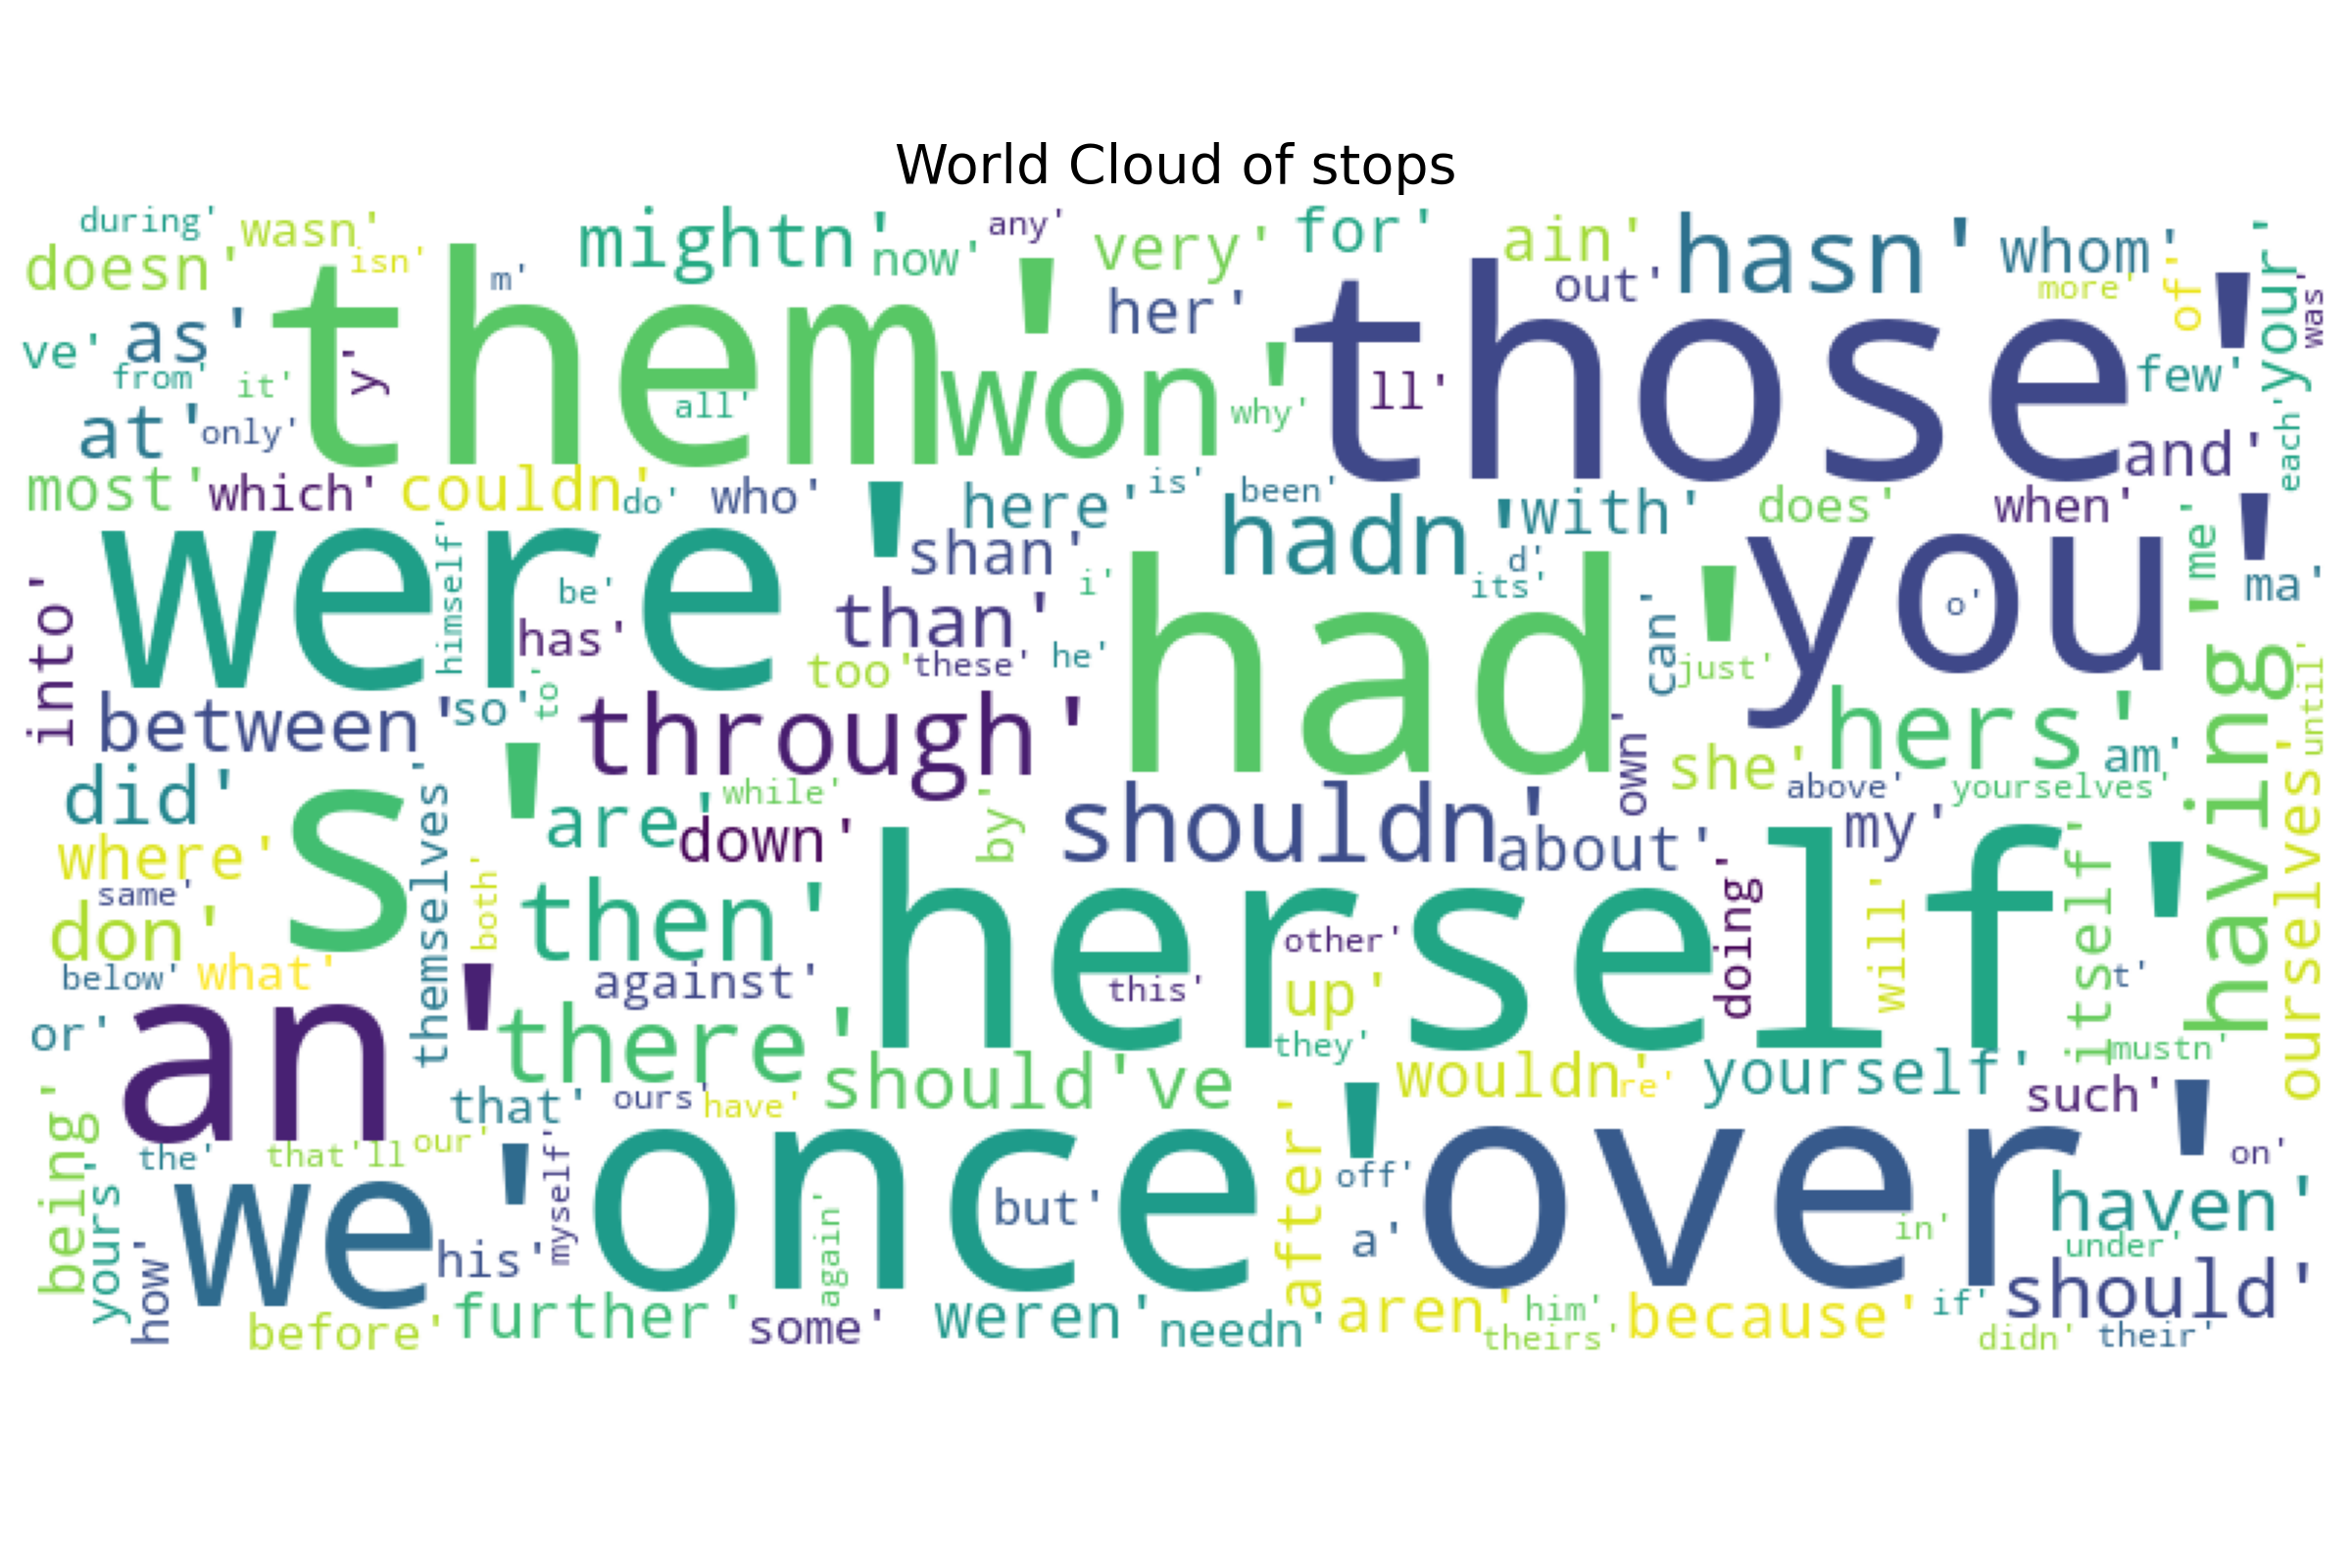 World Cloud of stops
during'
wasn'
mightn'
any'
very'
for'
ain'
hasn'
whom'
your'
doesn'
isn'
m'
now'
them'
her'
out'
those'
more'
of'
was'
ve'
as'
from'
it'
y'
all'
won'
why'
ll'
few'
each'
at'
only'
and'
most'
which'
couldn'
do'
who'
here'
is'
been'
with'
does'
when'
were'
himself'
shan'
hadn'
d'
its'
you'
me'
ma'
into'
be'
has'
than'
i'
had'
can'
o'
having'
too'
these'
he'
just'
until'
between'
so'
to'
through'
own'
she'
hers'
am'
did'
s'
themselves'
are'
while'
down'
by'
shouldn'
about'
above'
yourselves'
my'
ourselves'
where'
same'
both'
don'
then'
herself'
other'
doing'
will'
itself'
below'
what'
against'
this'
up'
t'
or'
an'
there'
they'
mustn'
being'
that'
ours'
have'
should've
wouldn'
re'
yourself'
such'
the'
that'll
our'
myself'
once'
after'
off'
over'
on'
yours'
we'
but'
again'
a'
in'
haven'
under'
how'
his'
before'
further'
some'
weren'
needn'
aren'
him'
theirs'
because'
if'
should'
didn'
their'